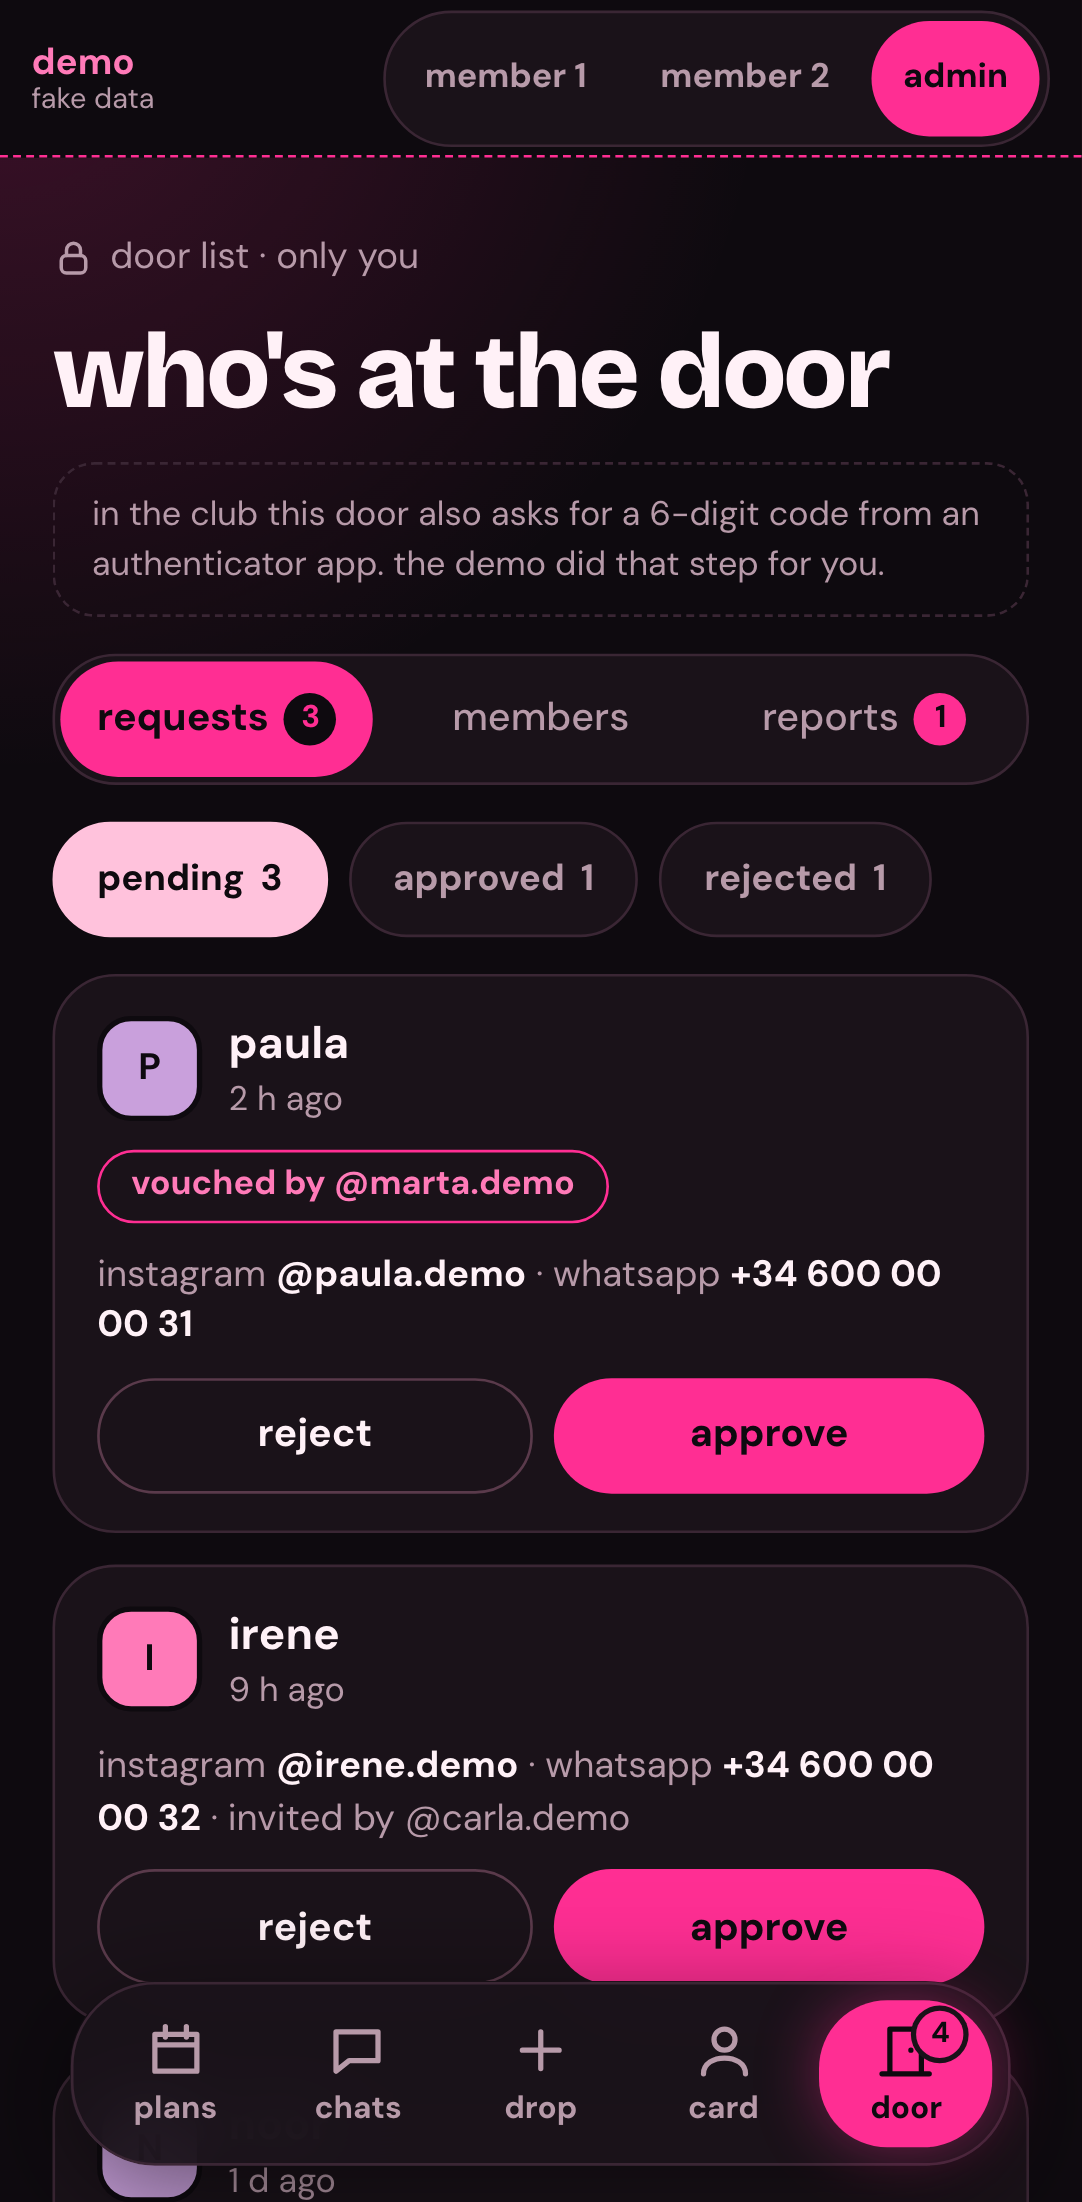 demo
fake data
member 1
member 2
admin
door list · only you
who's at the door
in the club this door also asks for a 6-digit code from an
authenticator app. the demo did that step for you.
requests 3
members
reports 1
pending 3
approved 1
rejected 1
P
paula
2 h ago
vouched by @marta.demo
instagram @paula.demo · whatsapp +34 600 00
00 31
reject
approve
I
irene
9 h ago
instagram @irene.demo · whatsapp +34 600 00
00 32 · invited by @carla.demo
reject
approve
plans
chats
drop
card
door
4
1 d ago